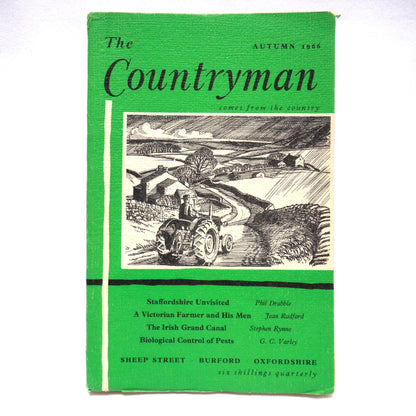 The
AUTUMN 1966
Countryman
comes from the country
Staffordshire Unvisited Phil Drabble
A Victorian Farmer and His Men Jean Radford
The Irish Grand Canal Stephen Rynne
Biological Control of Pests G. C. Varley
SHEEP STREET · BURFORD · OXFORDSHIRE
six shillings quarterly